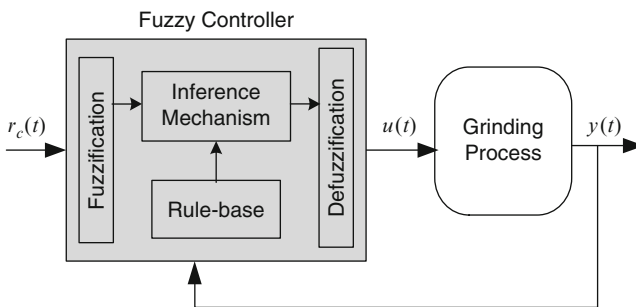 Fuzzy Controller
r_c(t)
Fuzzification
Inference
Mechanism
Rule-base
Defuzzification
u(t)
Grinding
Process
y(t)